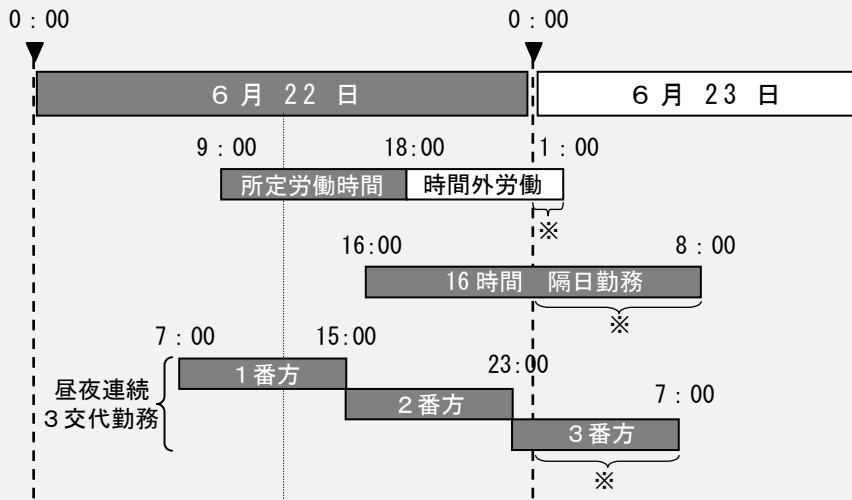 0：00 0：00
６月 22 日 ６月 23 日
9：00 18:00 1：00
所定労働時間 時間外労働
※
16:00 8：00
16時間 隔日勤務
※
7：00 15:00
１番方
23:00
昼夜連続
３交代勤務
２番方
7：00
３番方
※